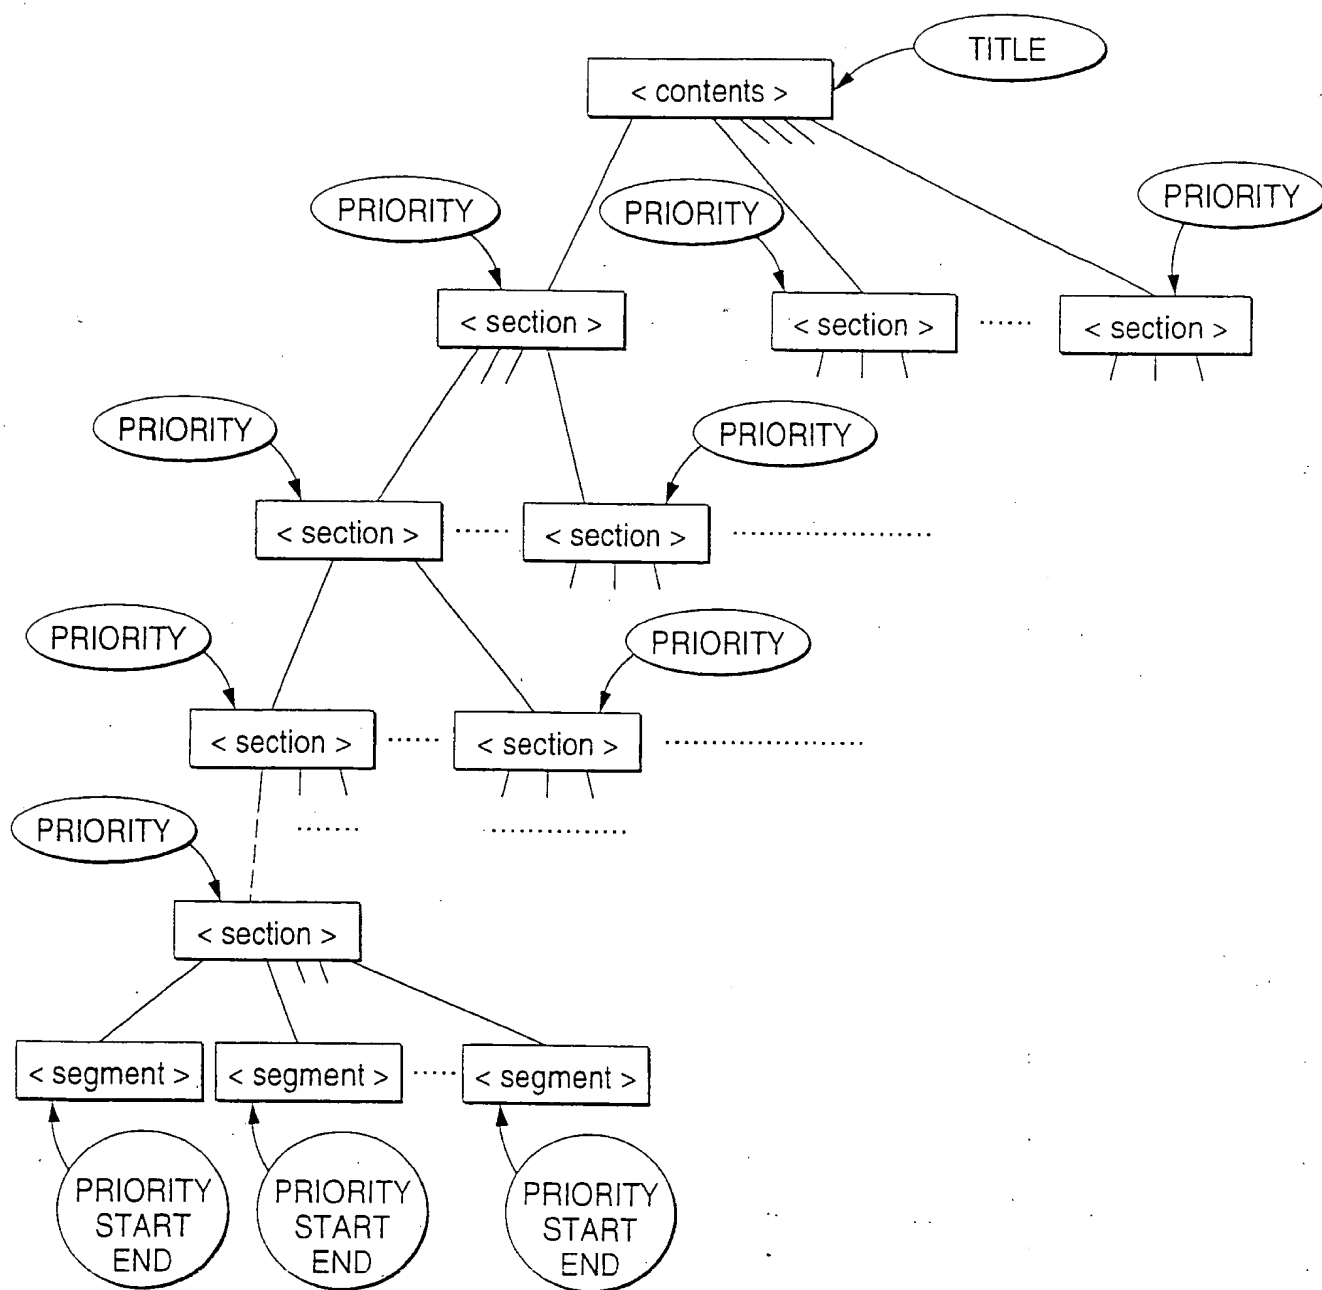 TITLE
< contents >
PRIORITY PRIORITY PRIORITY
< section > < section > ...... < section >
PRIORITY PRIORITY
< section > ...... < section > ....................
PRIORITY PRIORITY
< section > ...... < section > ....................
PRIORITY ...... ..............
< section >
< segment > < segment > ..... < segment >
PRIORITY PRIORITY PRIORITY
START START START
END END END